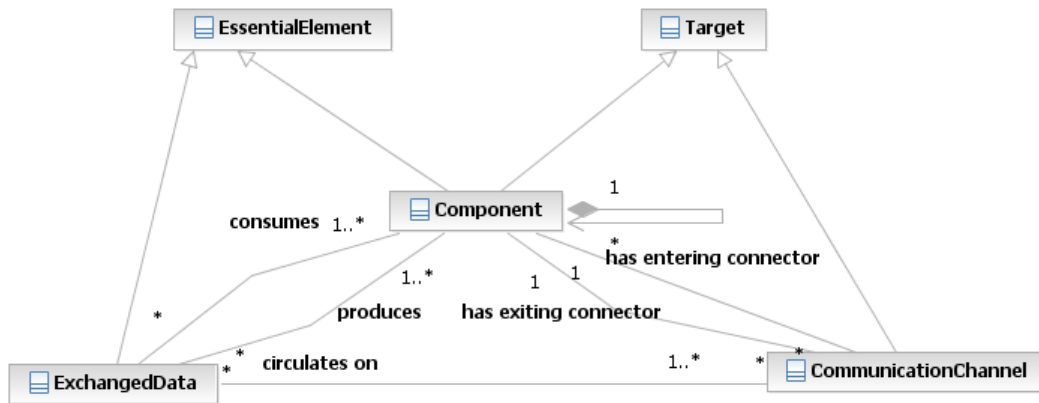 EssentialElement
Target
Component
1
consumes
1..*
*
has entering connector
1..*
1
1
produces
has exiting connector
*
*
*
circulates on
1..*
*
*
ExchangedData
CommunicationChannel